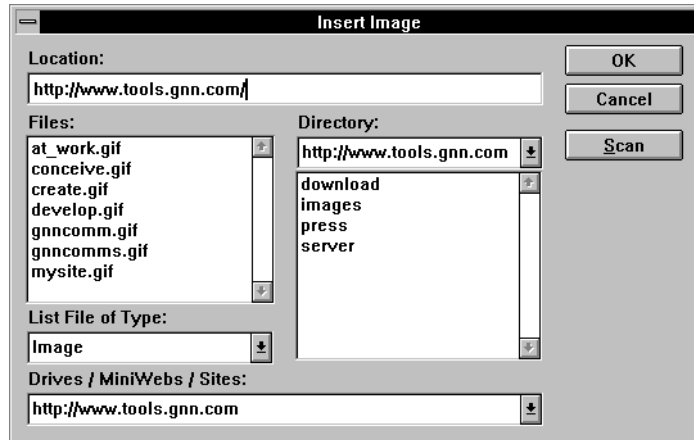 Insert Image
Location:
http://www.tools.gnn.com/
OK
Cancel
Scan
Files:
at_work.gif
conceive.gif
create.gif
develop.gif
gnncomm.gif
gnncomms.gif
mysite.gif
Directory:
http://www.tools.gnn.com
download
images
press
server
List File of Type:
Image
Drives / MiniWebs / Sites:
http://www.tools.gnn.com